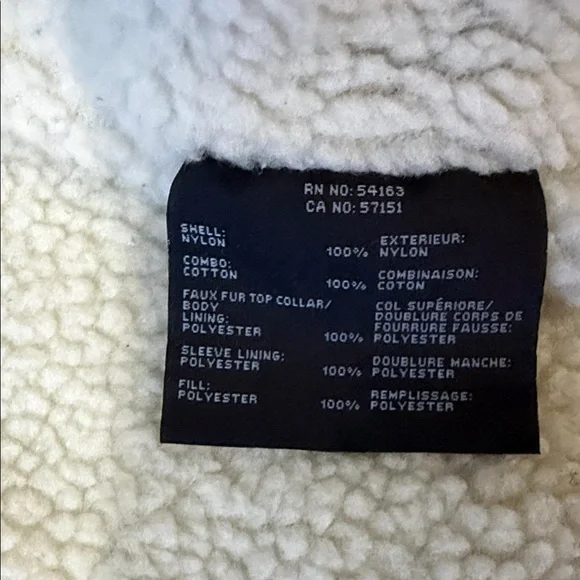 RN NO: 54163
CA NO: 57151
SHELL:
NYLON 100%
COMBO:
COTTON 100%
FAUX FUR TOP COLLAR/
BODY
LINING:
POLYESTER 100%
SLEEVE LINING:
POLYESTER 100%
FILL:
POLYESTER 100%
EXTERIEUR:
NYLON
COMBINAISON:
COTON
COL SUPÉRIORE/
DOUBLURE CORPS DE
FOURRURE FAUSSE:
POLYESTER
DOUBLURE MANCHE:
POLYESTER
REMPLISSAGE:
POLYESTER